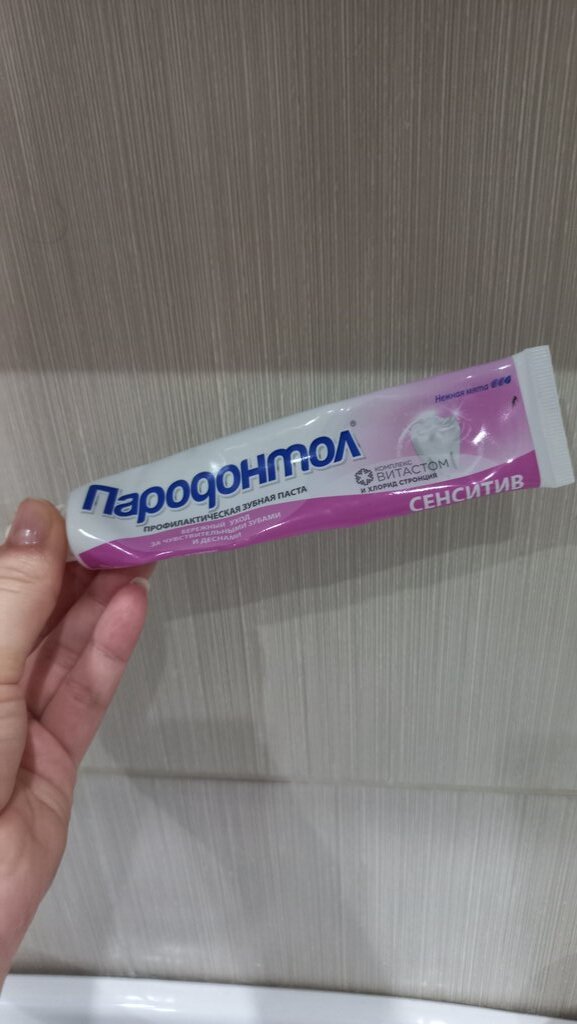 Пародонтол®
ПРОФИЛАКТИЧЕСКАЯ ЗУБНАЯ ПАСТА
БЕРЕЖНЫЙ УХОД
ЗА ЧУВСТВИТЕЛЬНЫМИ ЗУБАМИ
И ДЕСНАМИ
Нежная мята
КОМПЛЕКС
ВИТАСТОМ
И ХЛОРИД СТРОНЦИЯ
СЕНСИТИВ